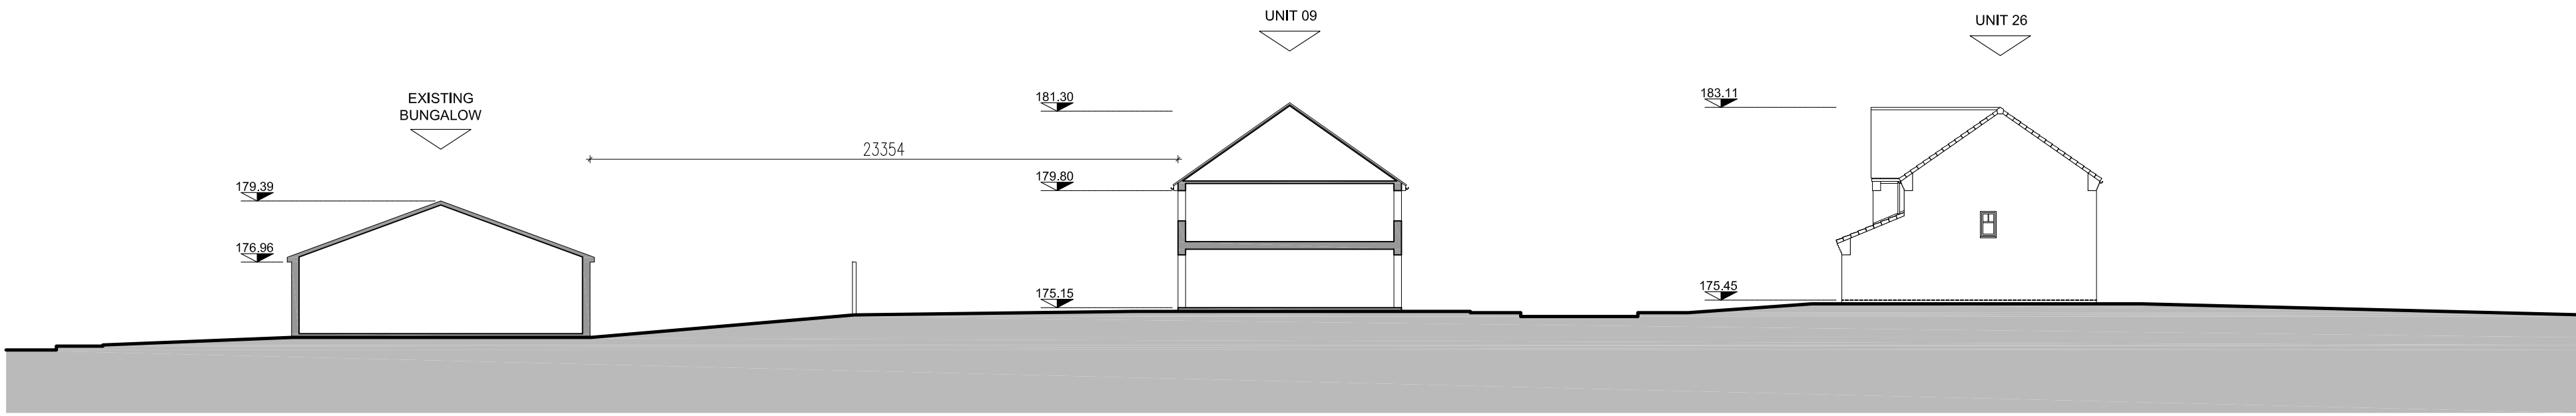 UNIT 09
UNIT 26
EXISTING
BUNGALOW
181.30
183.11
23354
179.39
179.80
176.96
175.15
175.45